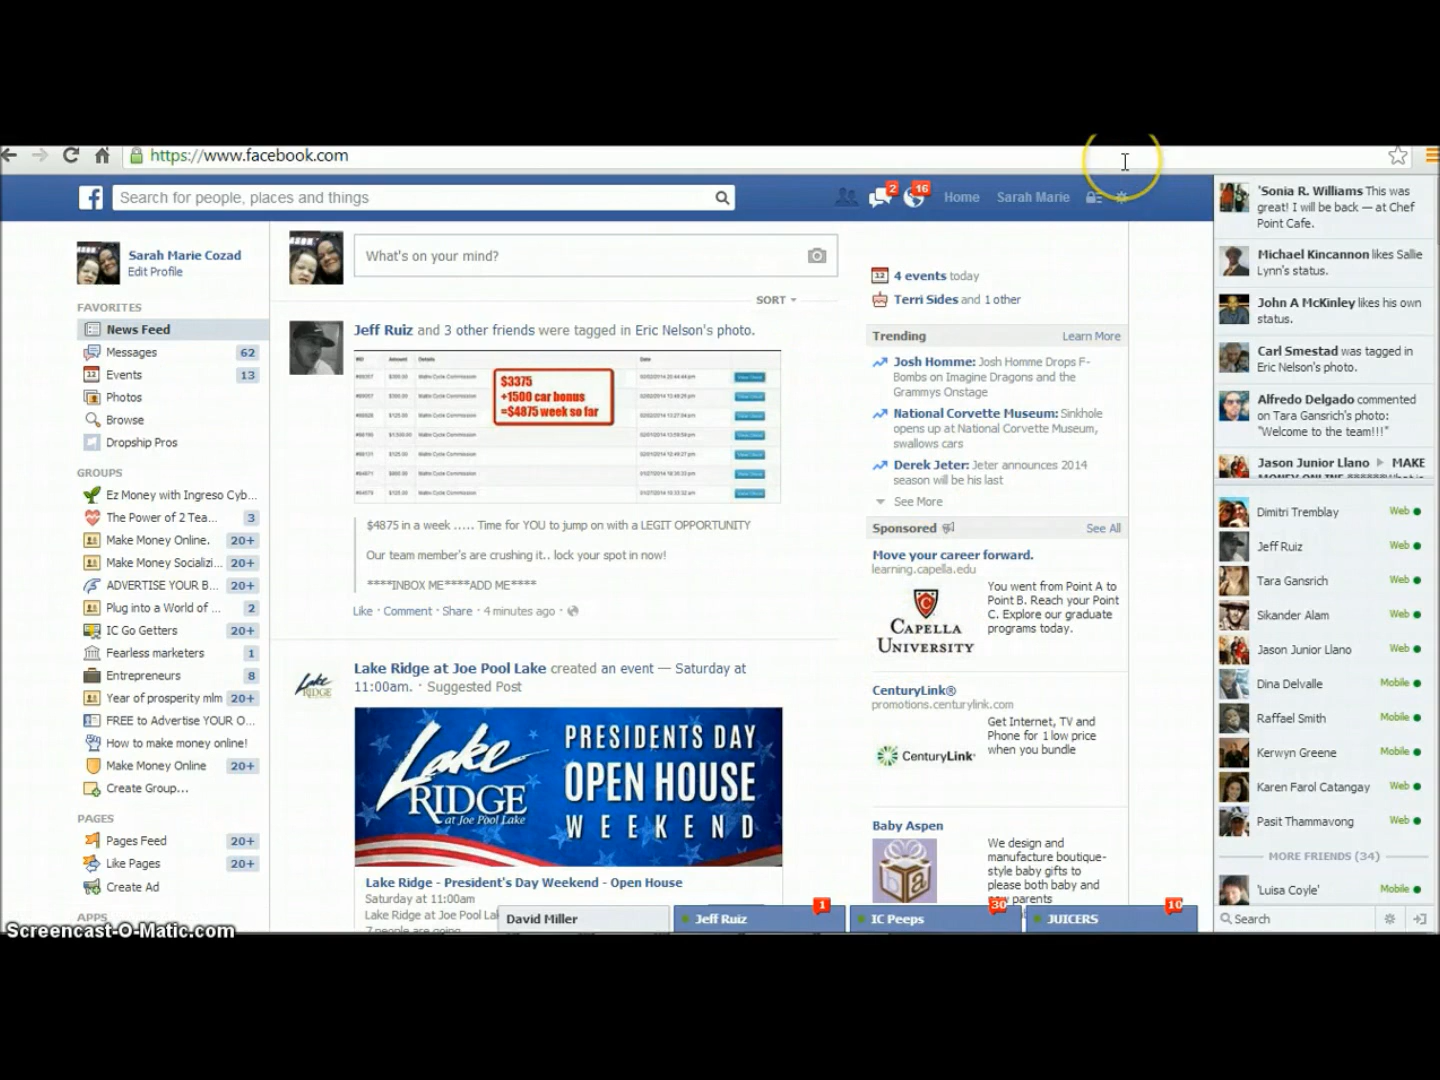 https://www.facebook.com
Search for people, places and things
2
16
Home
Sarah Marie
Sarah Marie Cozad
Edit Profile
FAVORITES
News Feed
Messages 62
Events 13
Photos
Browse
Dropship Pros
GROUPS
Ez Money with Ingreso Cyb...
The Power of 2 Tea... 3
Make Money Online. 20+
Make Money Socializi... 20+
ADVERTISE YOUR B... 20+
Plug into a World of ... 2
IC Go Getters 20+
Fearless marketers 1
Entrepreneurs 8
Year of prosperity mlm 20+
FREE to Advertise YOUR O...
How to make money online!
Make Money Online 20+
Create Group...
PAGES
Pages Feed 20+
Like Pages 20+
Create Ad
APPS
What's on your mind?
SORT
Jeff Ruiz and 3 other friends were tagged in Eric Nelson's photo.
Amount Details Date
$3375
+1500 car bonus
=$4875 week so far
$4875 in a week ..... Time for YOU to jump on with a LEGIT OPPORTUNITY
Our team member's are crushing it.. lock your spot in now!
****INBOX ME****ADD ME****
Like · Comment · Share · 4 minutes ago ·
Lake Ridge at Joe Pool Lake created an event — Saturday at
11:00am. · Suggested Post
Lake
RIDGE
Lake
RIDGE
at Joe Pool Lake
PRESIDENTS DAY
OPEN HOUSE
WEEKEND
Lake Ridge - President's Day Weekend - Open House
Saturday at 11:00am
Lake Ridge at Joe Pool Lak
7 people are going
12
4 events today
Terri Sides and 1 other
Trending Learn More
Josh Homme: Josh Homme Drops F-
Bombs on Imagine Dragons and the
Grammys Onstage
National Corvette Museum: Sinkhole
opens up at National Corvette Museum,
swallows cars
Derek Jeter: Jeter announces 2014
season will be his last
See More
Sponsored See All
Move your career forward.
learning.capella.edu
CAPELLA
UNIVERSITY
You went from Point A to
Point B. Reach your Point
C. Explore our graduate
programs today.
CenturyLink®
promotions.centurylink.com
CenturyLink
Get Internet, TV and
Phone for 1 low price
when you bundle
Baby Aspen
We design and
manufacture boutique-
style baby gifts to
please both baby and
parents
'Sonia R. Williams This was
great! I will be back — at Chef
Point Cafe.
Michael Kincannon likes Sallie
Lynn's status.
John A McKinley likes his own
status.
Carl Smestad was tagged in
Eric Nelson's photo.
Alfredo Delgado commented
on Tara Gansrich's photo:
"Welcome to the team!!!"
Jason Junior Llano MAKE
Dimitri Tremblay Web
Jeff Ruiz Web
Tara Gansrich Web
Sikander Alam Web
Jason Junior Llano Web
Dina Delvalle Mobile
Raffael Smith Mobile
Kerwyn Greene Mobile
Karen Farol Catangay Web
Pasit Thammavong Web
MORE FRIENDS (34)
'Luisa Coyle' Mobile
Search
David Miller
Jeff Ruiz 1
IC Peeps 30
JUICERS 10
Screencast-O-Matic.com